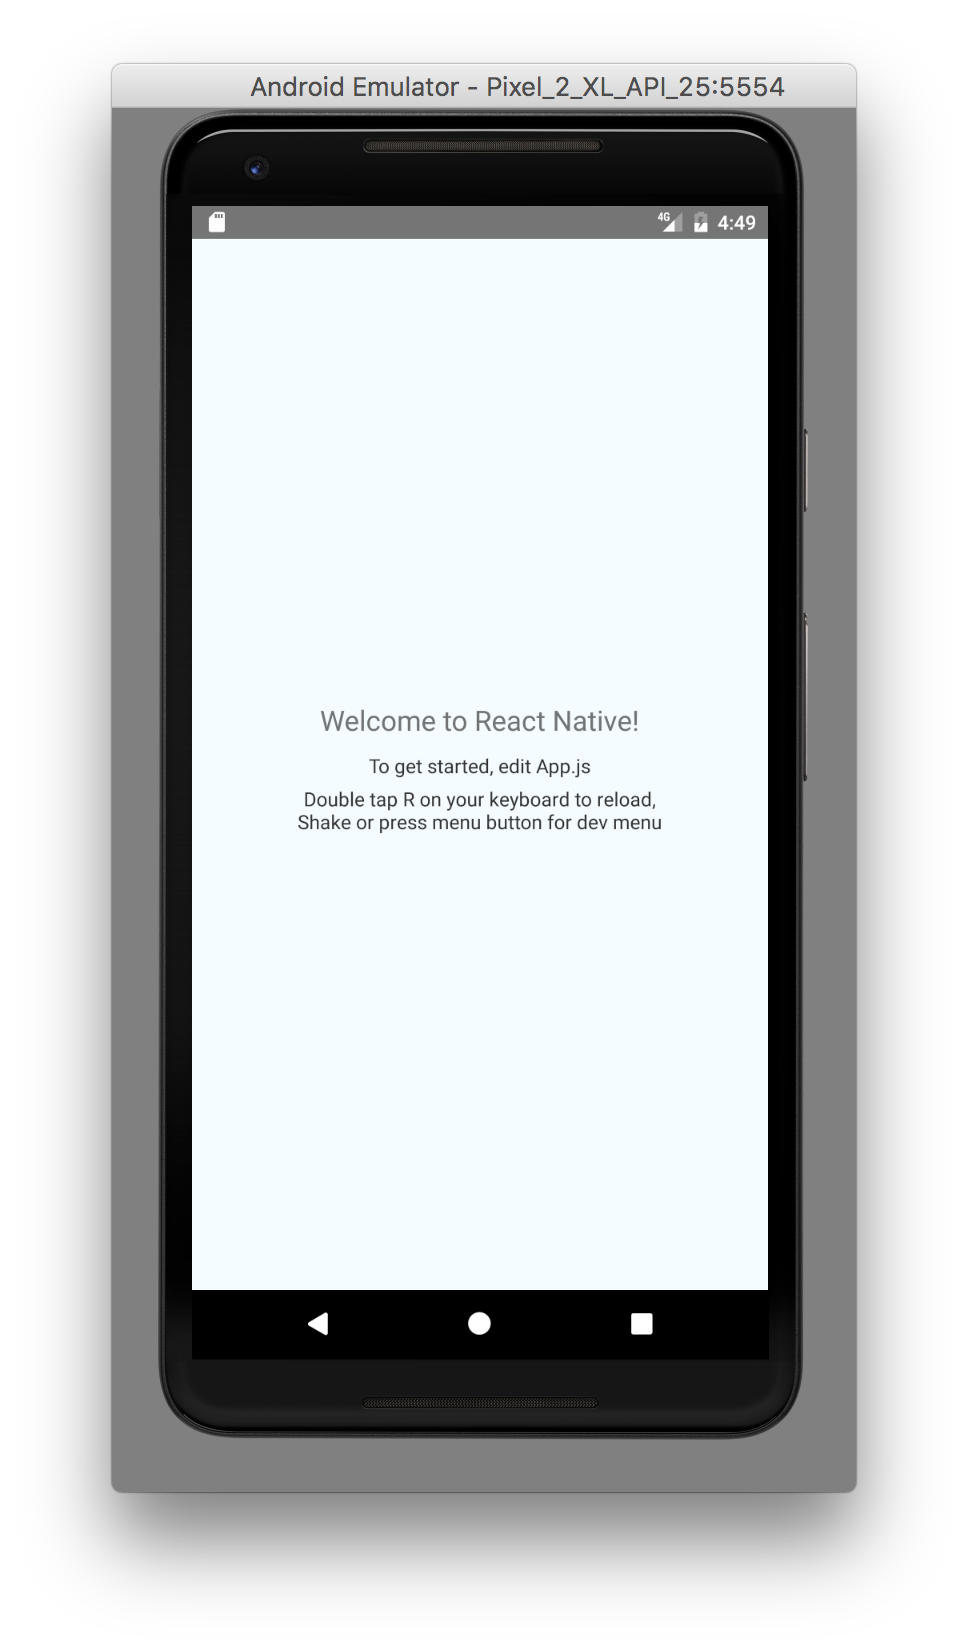 Android Emulator - Pixel_2_XL_API_25:5554
4G 4:49
Welcome to React Native!
To get started, edit App.js
Double tap R on your keyboard to reload,
Shake or press menu button for dev menu